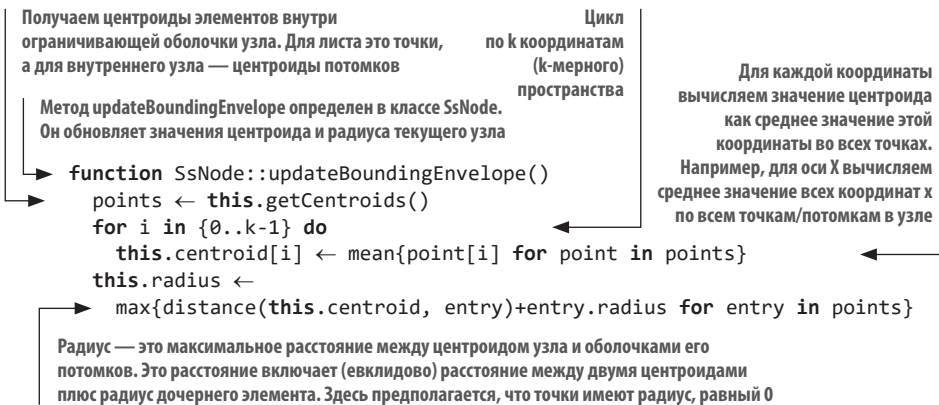 Получаем центроиды элементов внутри
ограничивающей оболочки узла. Для листа это точки,
а для внутреннего узла — центроиды потомков
Цикл
по k координатам
(k-мерного)
пространства
Для каждой координаты
вычисляем значение центроида
как среднее значение этой
координаты во всех точках.
Например, для оси X вычисляем
среднее значение всех координат x
по всем точкам/потомкам в узле
Метод updateBoundingEnvelope определен в классе SsNode.
Он обновляет значения центроида и радиуса текущего узла
function SsNode::updateBoundingEnvelope()
points ← this.getCentroids()
for i in {0..k-1} do
this.centroid[i] ← mean{point[i] for point in points}
this.radius ←
max{distance(this.centroid, entry)+entry.radius for entry in points}
Радиус — это максимальное расстояние между центроидом узла и оболочками его
потомков. Это расстояние включает (евклидово) расстояние между двумя центроидами
плюс радиус дочернего элемента. Здесь предполагается, что точки имеют радиус, равный 0